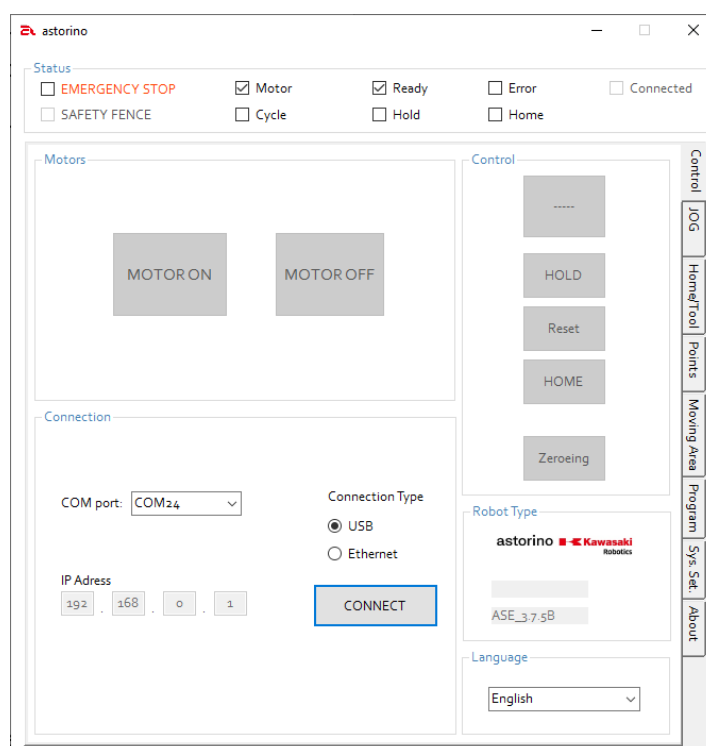 astorino
Status
EMERGENCY STOP
Motor
Ready
Error
Connected
SAFETY FENCE
Cycle
Hold
Home
Motors
MOTOR ON
MOTOR OFF
Control
-----
HOLD
Reset
HOME
Zeroeing
Connection
COM port:
COM24
Connection Type
USB
Ethernet
IP Adress
192 . 168 . 0 . 1
CONNECT
Robot Type
astorino Kawasaki
Robotics
ASE_3.7.5B
Language
English
Control
JOG
Home/Tool
Points
Moving Area
Program
Sys. Set.
About